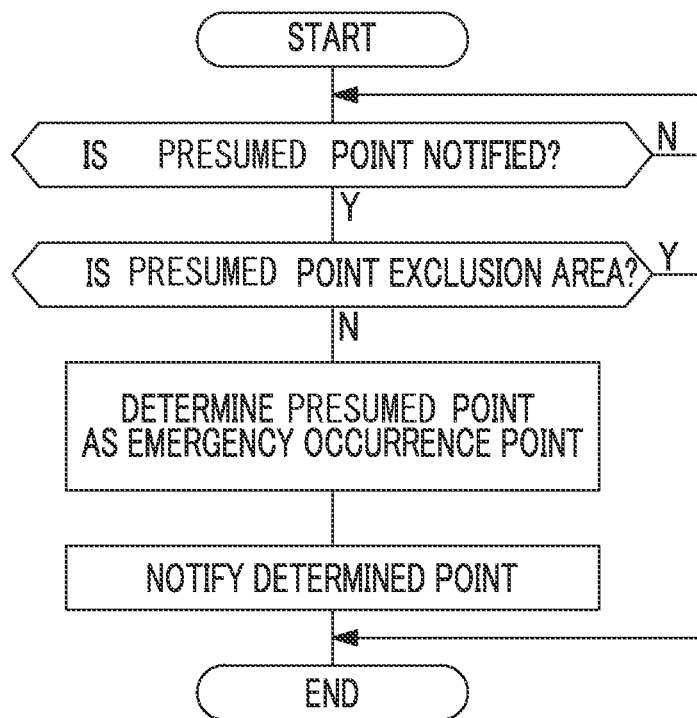 START
IS PRESUMED POINT NOTIFIED?
N
Y
IS PRESUMED POINT EXCLUSION AREA?
Y
N
DETERMINE PRESUMED POINT
AS EMERGENCY OCCURRENCE POINT
NOTIFY DETERMINED POINT
END